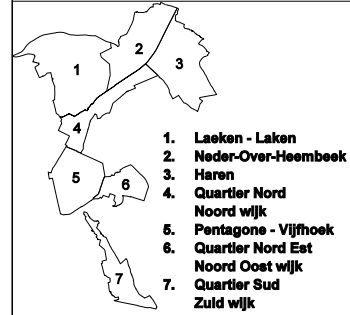 1
2
3
4
5
6
7
1. Laeken - Laken
2. Neder-Over-Heembeek
3. Haren
4. Quartier Nord
Noord wijk
5. Pentagone - Vijfhoek
6. Quartier Nord Est
Noord Oost wijk
7. Quartier Sud
Zuid wijk